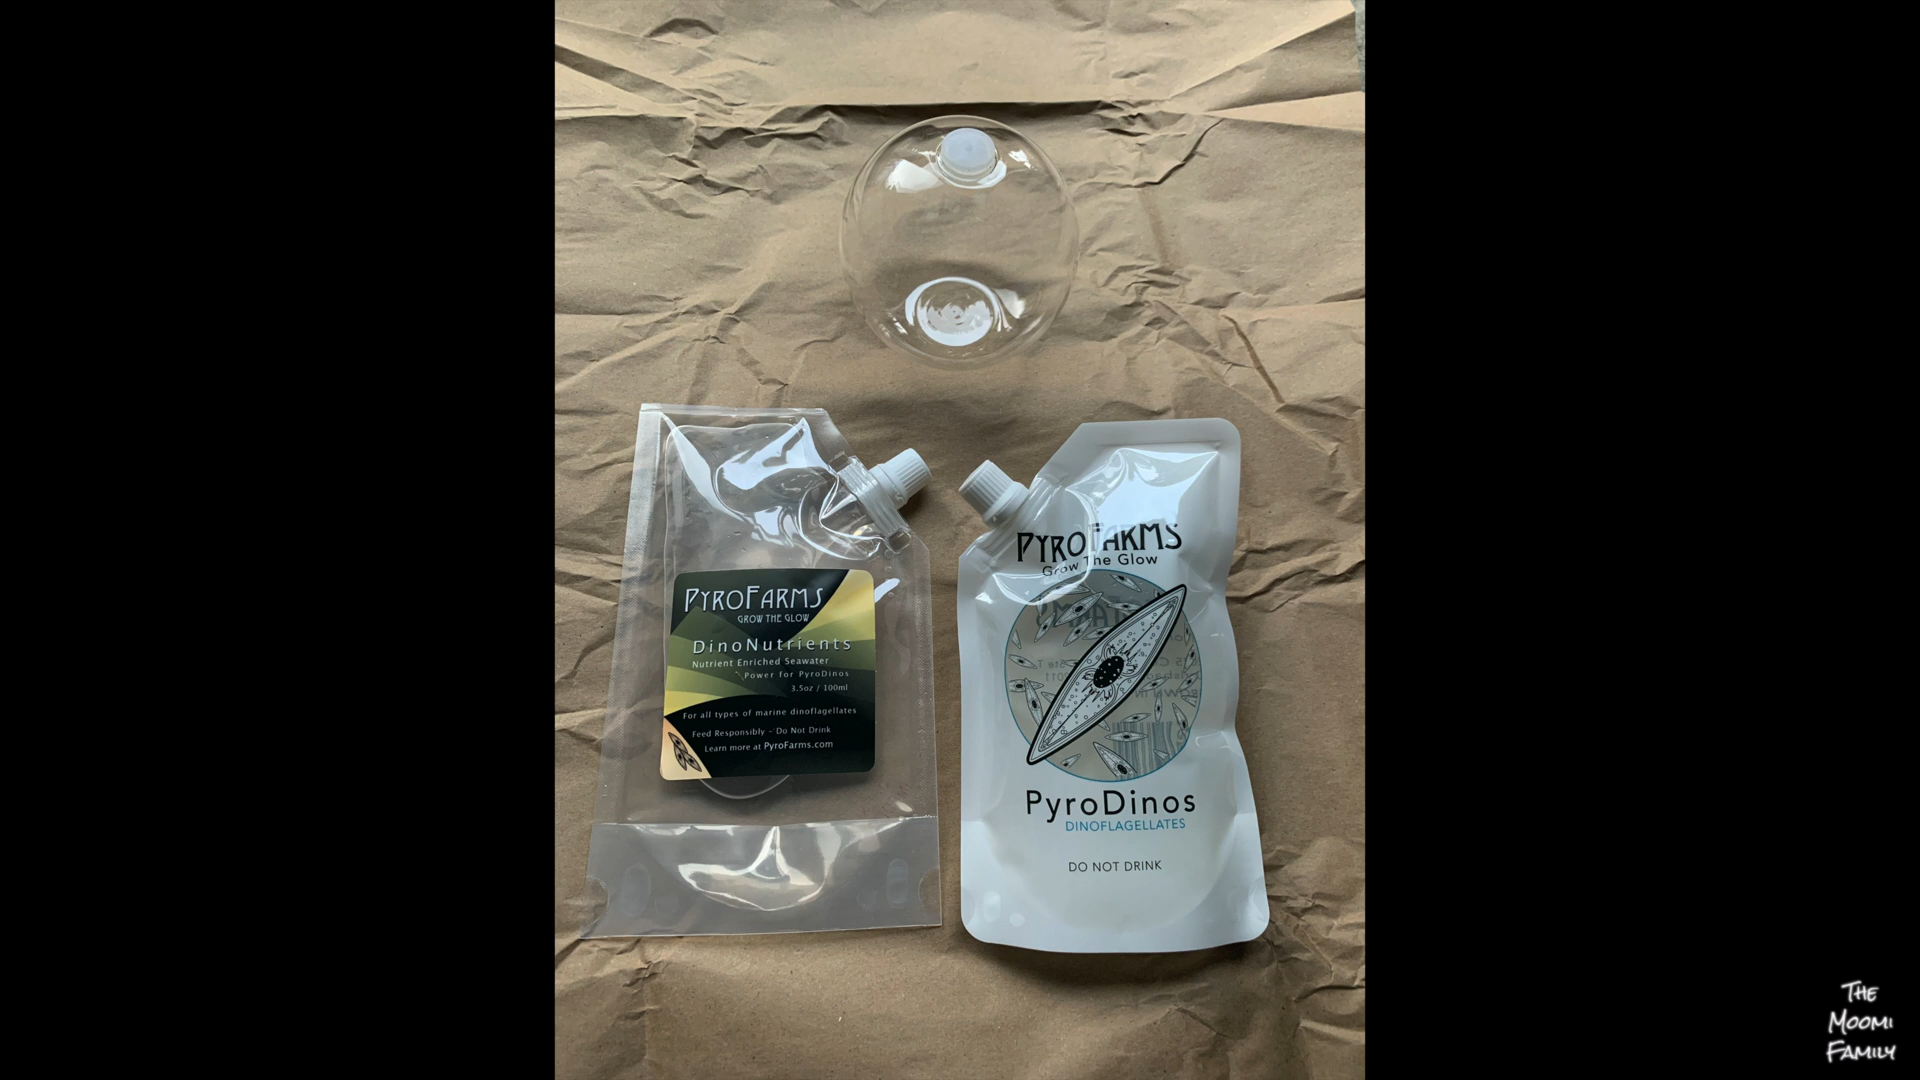 PYROFARMS
GROW THE GLOW
DinoNutrients
Nutrient Enriched Seawater
Power for PyroDinos
3.5oz / 100ml
For all types of marine dinoflagellates
Feed Responsibly - Do Not Drink
Learn more at PyroFarms.com
PYROFARMS
Grow The Glow
PyroDinos
DINOFLAGELLATES
DO NOT DRINK
THE
MOOMI
FAMILY